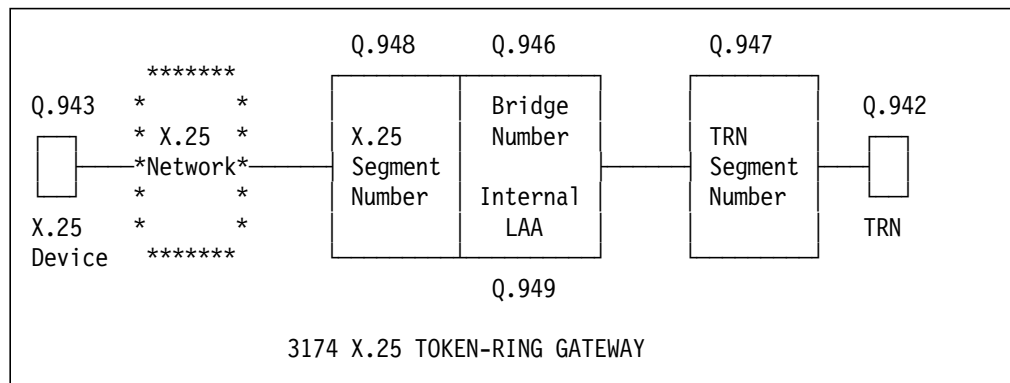 Q.948 Q.946 Q.947
*******
Q.943 * * Bridge Q.942
* X.25 * X.25 Number TRN
*Network* Segment Segment
* * Number Internal Number
X.25 * * LAA TRN
Device *******
Q.949
3174 X.25 TOKEN-RING GATEWAY